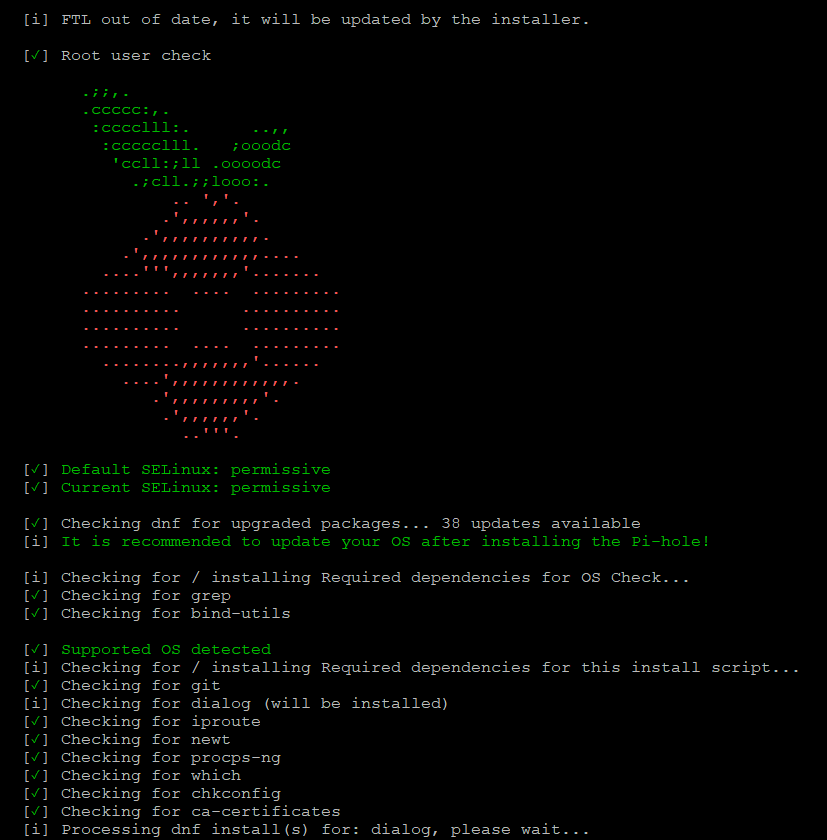 [i] FTL out of date, it will be updated by the installer.
[✓] Root user check
.;;,.
.ccccc:,.
:cccclll:.      ..,,
:ccccclll.   ;ooodc
'ccll:;ll .oooodc
.;cll.;;looo:.
.. ','.
.',,,,,,'.
.',,,,,,,,,,.
.',,,,,,,,,,,,....
....''',,,,,,,'.......
.........  ....  .........
..........      ..........
..........      ..........
.........  ....  .........
........,,,,,,,'......
....',,,,,,,,,,,,.
.',,,,,,,,,'.
.',,,,,,'.
..'''.
[✓] Default SELinux: permissive
[✓] Current SELinux: permissive
[✓] Checking dnf for upgraded packages... 38 updates available
[i] It is recommended to update your OS after installing the Pi-hole!
[i] Checking for / installing Required dependencies for OS Check...
[✓] Checking for grep
[✓] Checking for bind-utils
[✓] Supported OS detected
[i] Checking for / installing Required dependencies for this install script...
[✓] Checking for git
[i] Checking for dialog (will be installed)
[✓] Checking for iproute
[✓] Checking for newt
[✓] Checking for procps-ng
[✓] Checking for which
[✓] Checking for chkconfig
[✓] Checking for ca-certificates
[i] Processing dnf install(s) for: dialog, please wait...